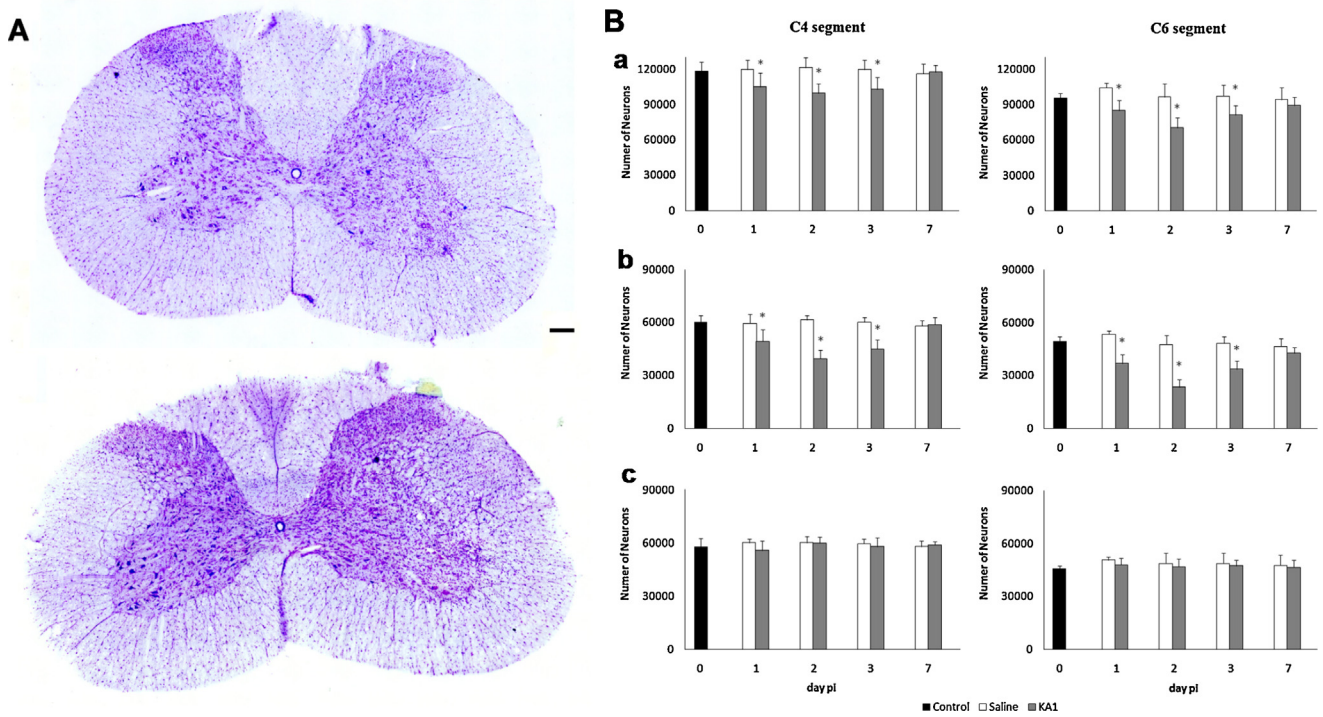 A
B
C4 segment
C6 segment
a
Numer of Neurons
120000
90000
60000
30000
0
* * *
0 1 2 3 7
Numer of Neurons
120000
90000
60000
30000
0
* * *
0 1 2 3 7
b
Numer of Neurons
90000
60000
30000
0
* * *
0 1 2 3 7
Numer of Neurons
90000
60000
30000
0
* * *
0 1 2 3 7
c
Numer of Neurons
90000
60000
30000
0
0 1 2 3 7
day pI
Numer of Neurons
90000
60000
30000
0
0 1 2 3 7
day pI
Control Saline KA1